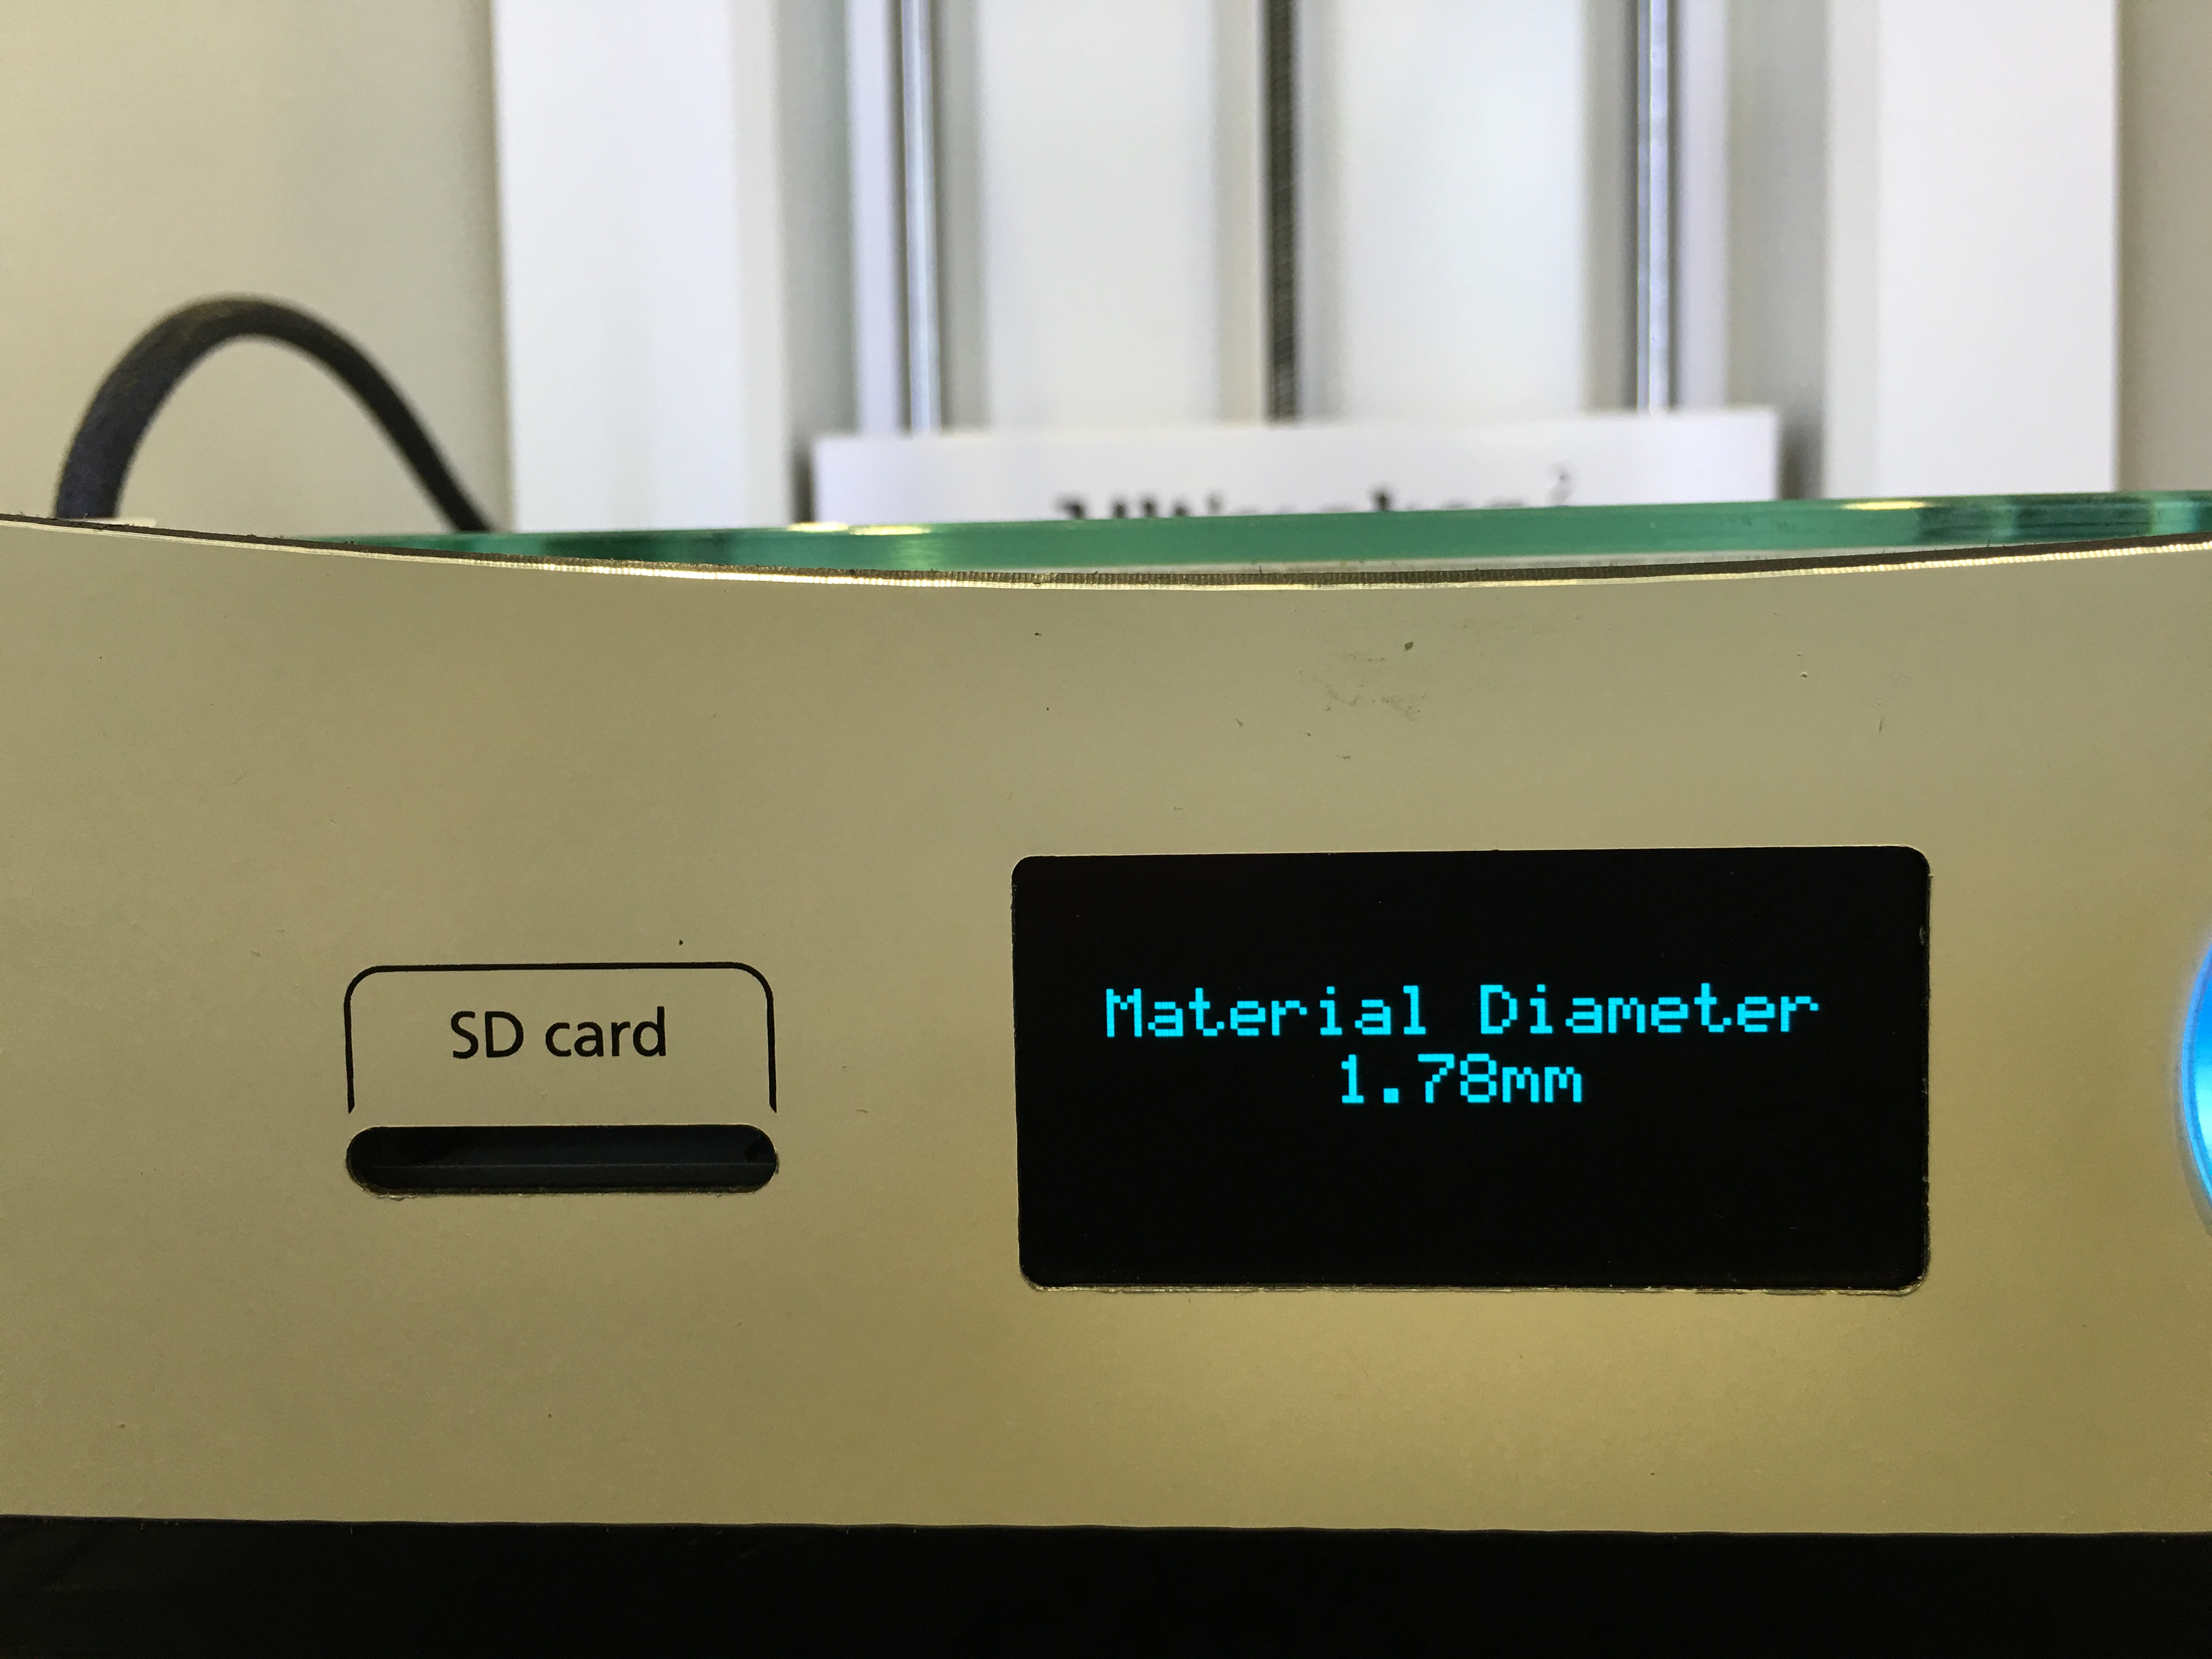 SD card
Material Diameter
1.78mm